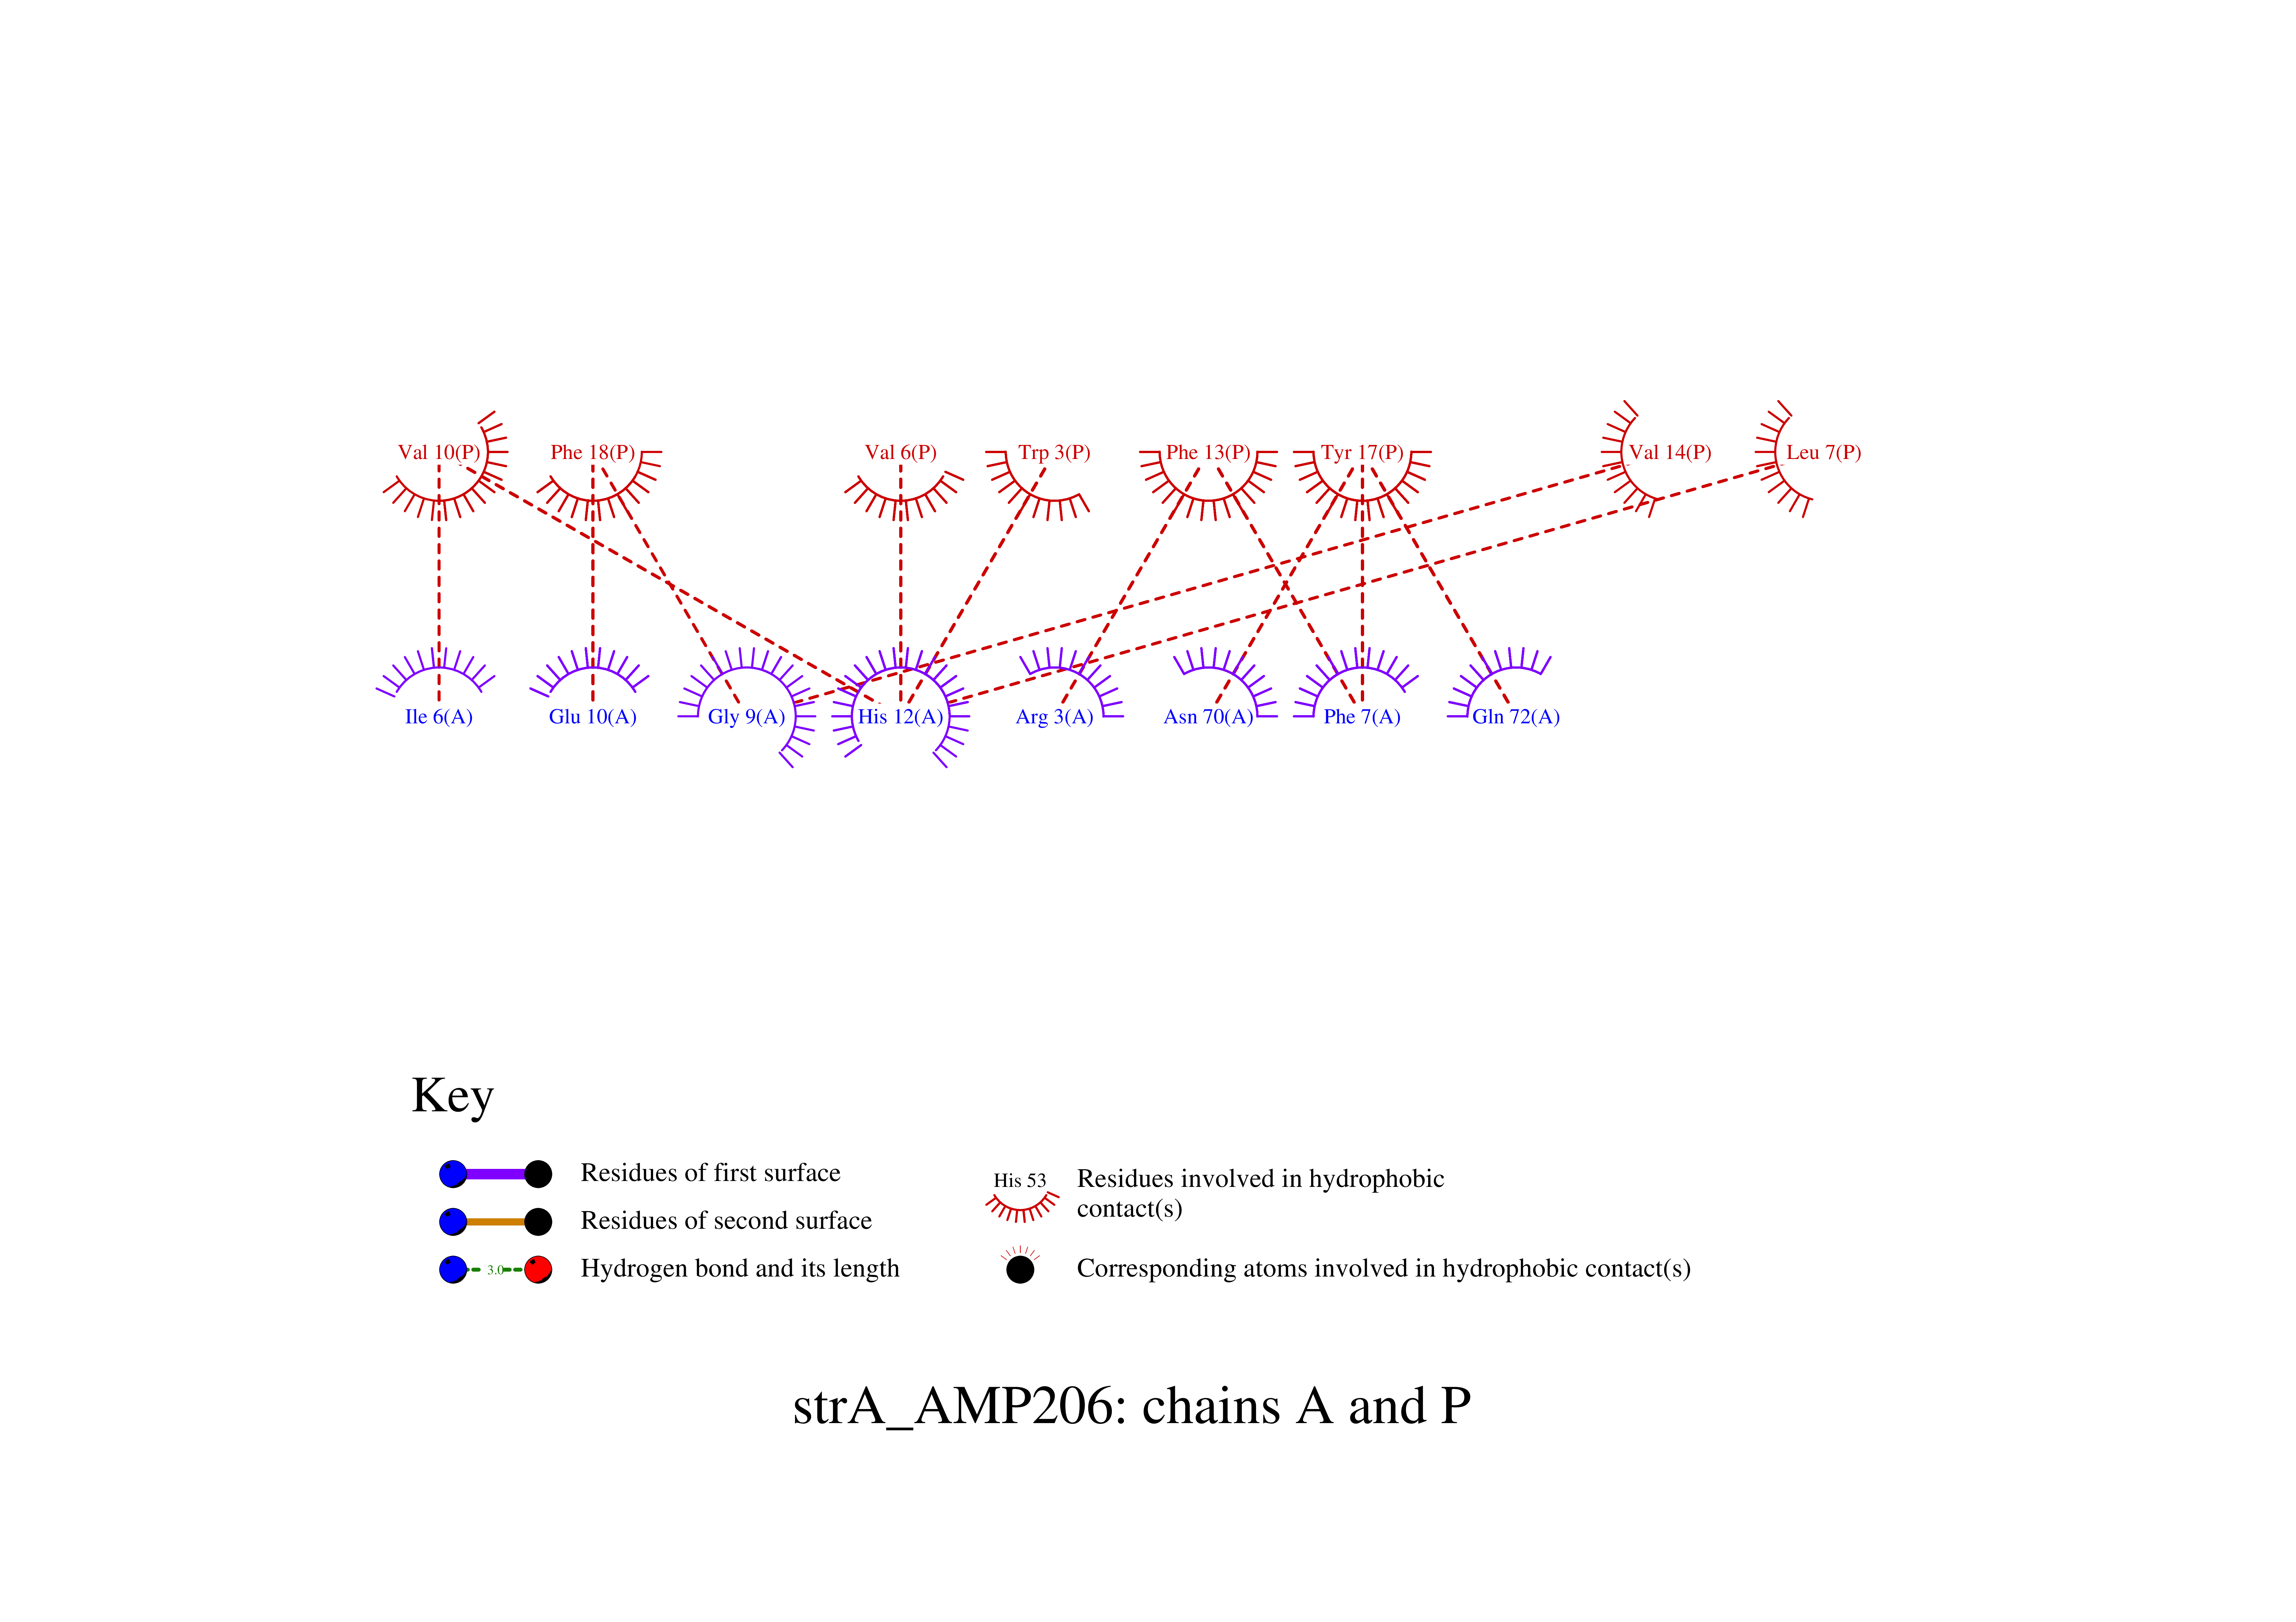 Val 10(P) Phe 18(P) Val 6(P) Trp 3(P) Phe 13(P) Tyr 17(P) Val 14(P) Leu 7(P)
Ile 6(A) Glu 10(A) Gly 9(A) His 12(A) Arg 3(A) Asn 70(A) Phe 7(A) Gln 72(A)
Key
Residues of first surface
Residues of second surface
3.0 Hydrogen bond and its length
His 53 Residues involved in hydrophobic
contact(s)
Corresponding atoms involved in hydrophobic contact(s)
strA_AMP206: chains A and P